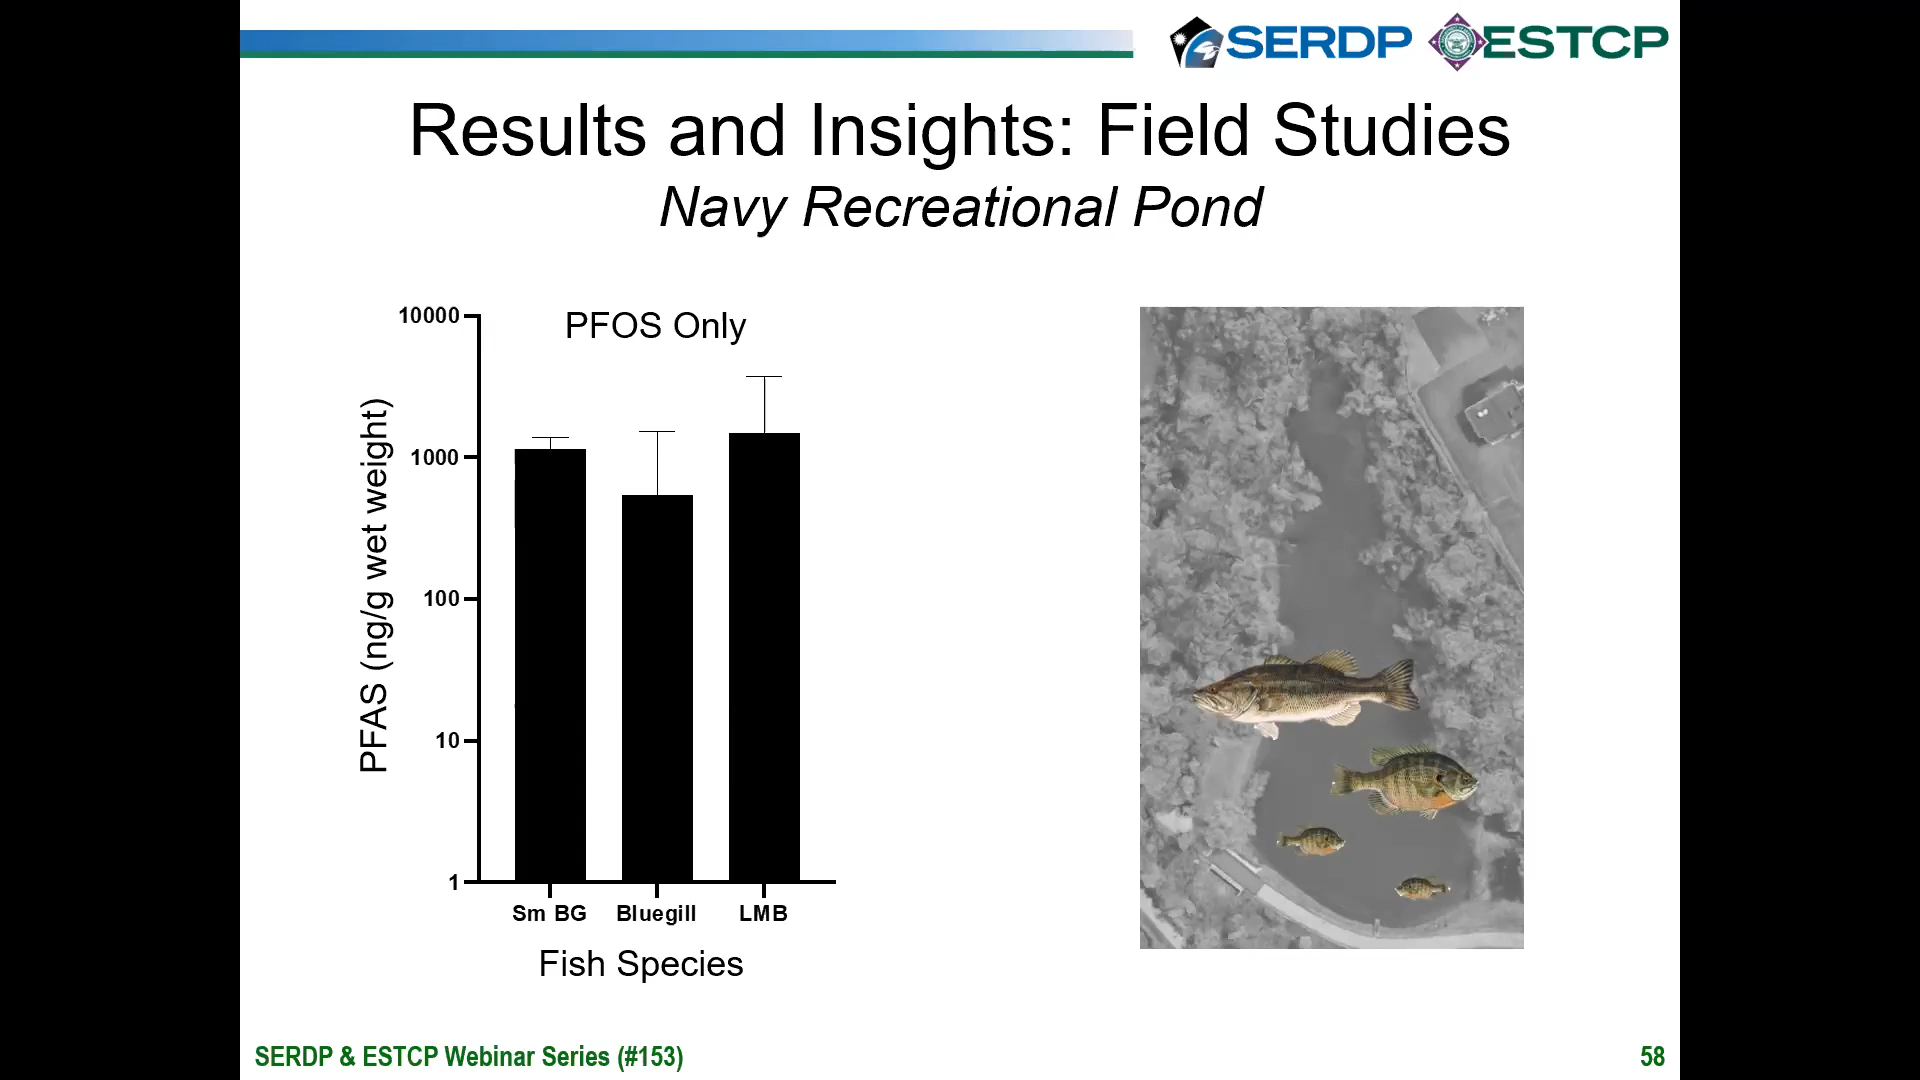 SERDP ESTCP
Results and Insights: Field Studies
Navy Recreational Pond
PFOS Only
PFAS (ng/g wet weight)
10000
1000
100
10
1
Sm BG Bluegill LMB
Fish Species
SERDP & ESTCP Webinar Series (#153) 58